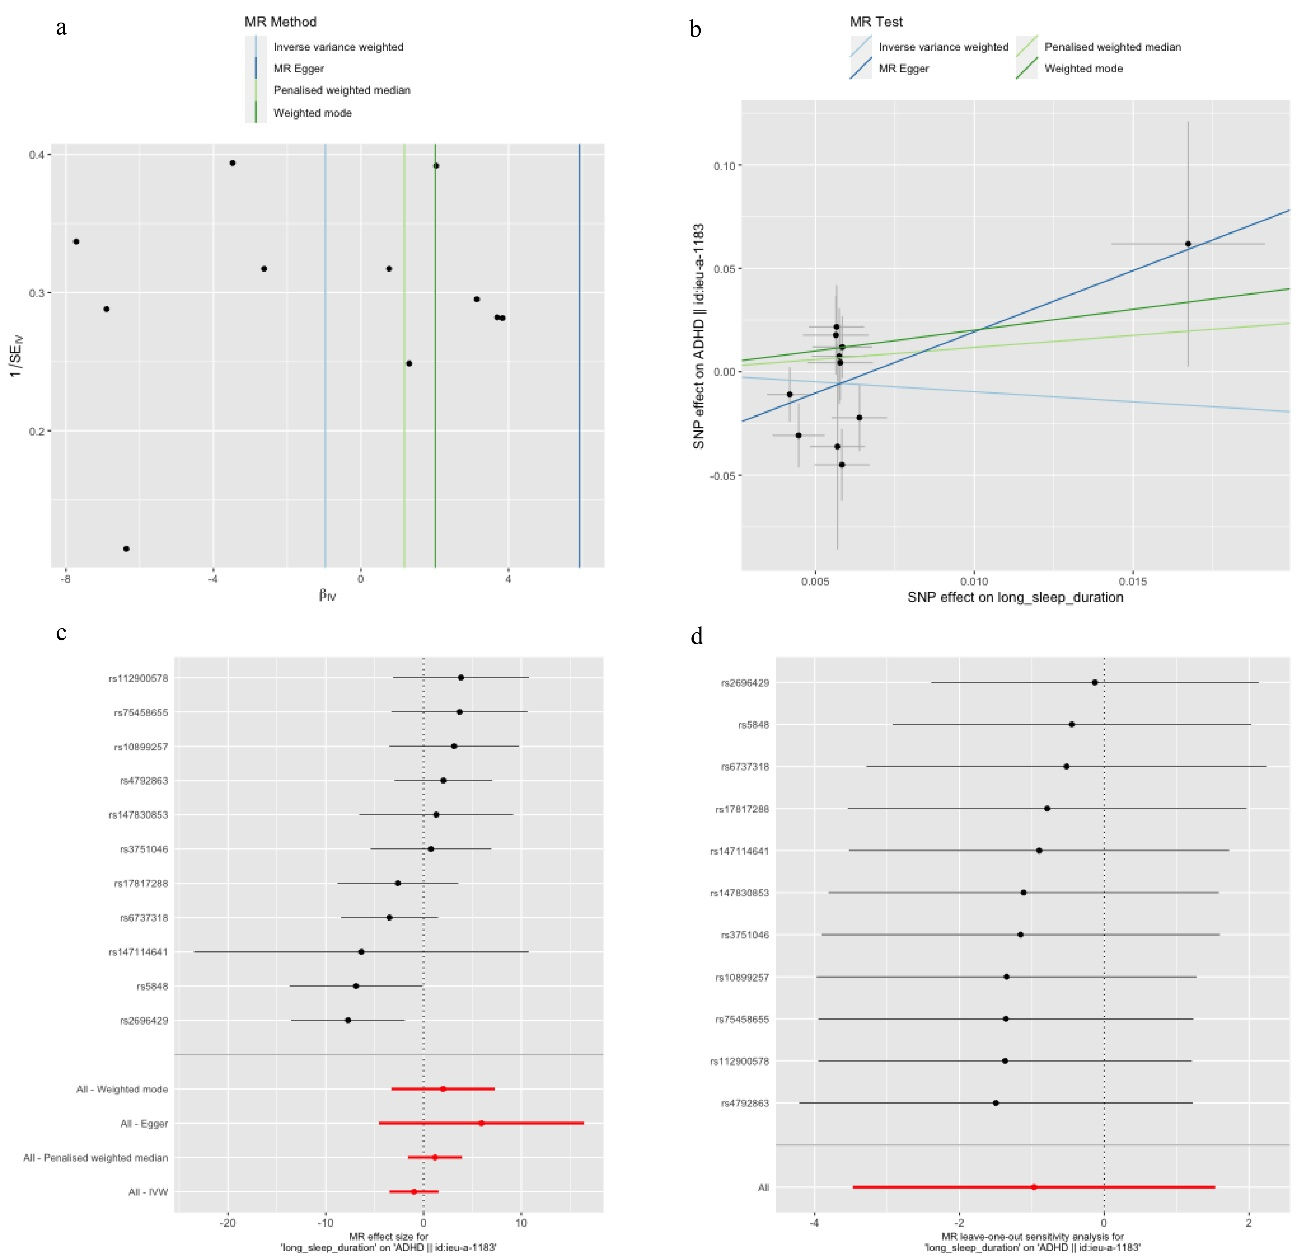 a
MR Method
Inverse variance weighted
MR Egger
Penalised weighted median
Weighted mode
0.4
0.3
0.2
1/SE_IV
-8
-4
0
4
β_IV
b
MR Test
Inverse variance weighted
Penalised weighted median
MR Egger
Weighted mode
0.10
0.05
0.00
-0.05
SNP effect on ADHD || id:ieu-a-1183
0.005
0.010
0.015
SNP effect on long_sleep_duration
c
rs112900578
rs75458655
rs10899257
rs4792863
rs147830853
rs3751046
rs17817288
rs6737318
rs147114641
rs5848
rs2696429
All - Weighted mode
All - Egger
All - Penalised weighted median
All - IVW
-20
-10
0
10
MR effect size for
'long_sleep_duration' on 'ADHD || id:ieu-a-1183'
d
rs2696429
rs5848
rs6737318
rs17817288
rs147114641
rs147830853
rs3751046
rs10899257
rs75458655
rs112900578
rs4792863
All
-4
-2
0
2
MR leave-one-out sensitivity analysis for
'long_sleep_duration' on 'ADHD || id:ieu-a-1183'